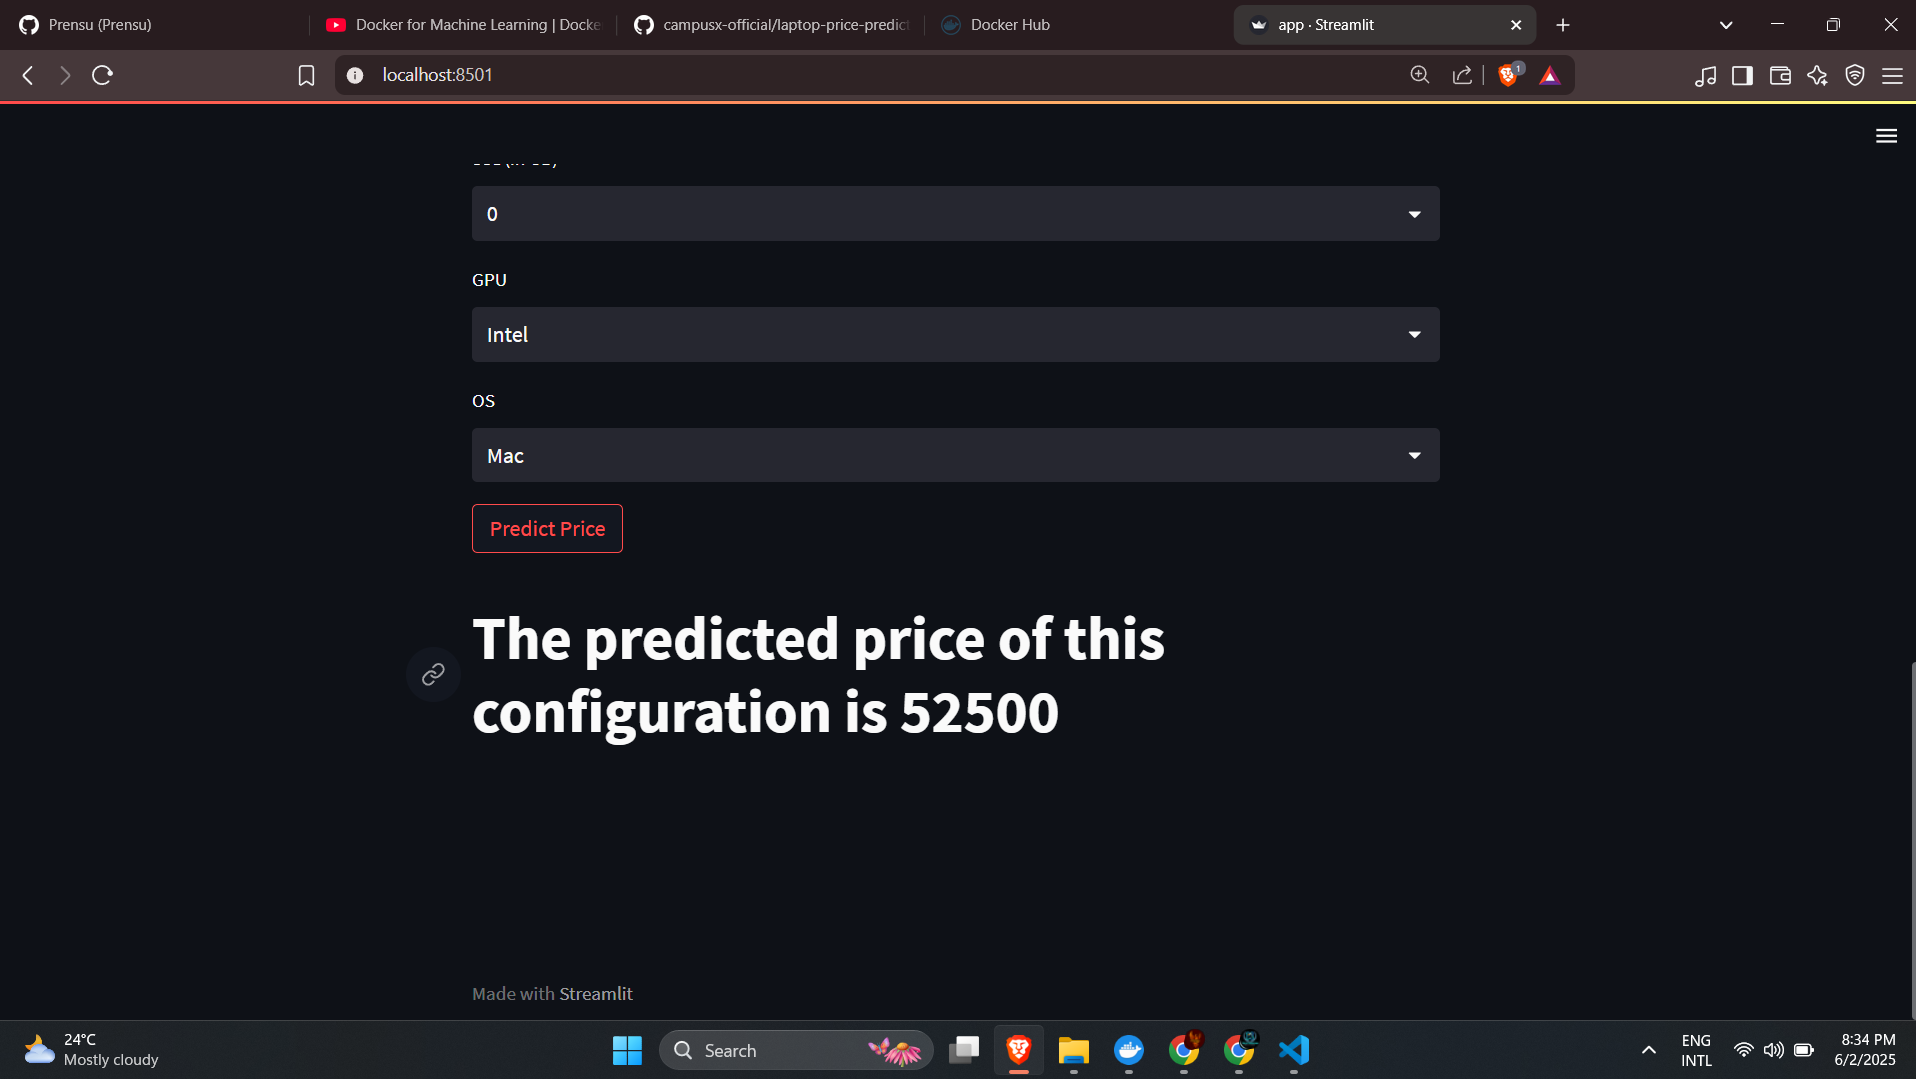 Prensu (Prensu)
Docker for Machine Learning | Docke
campusx-official/laptop-price-predict
Docker Hub
app · Streamlit
localhost:8501
1
0
GPU
Intel
OS
Mac
Predict Price
The predicted price of this
configuration is 52500
Made with Streamlit
24°C
Mostly cloudy
Search
ENG
INTL
8:34 PM
6/2/2025